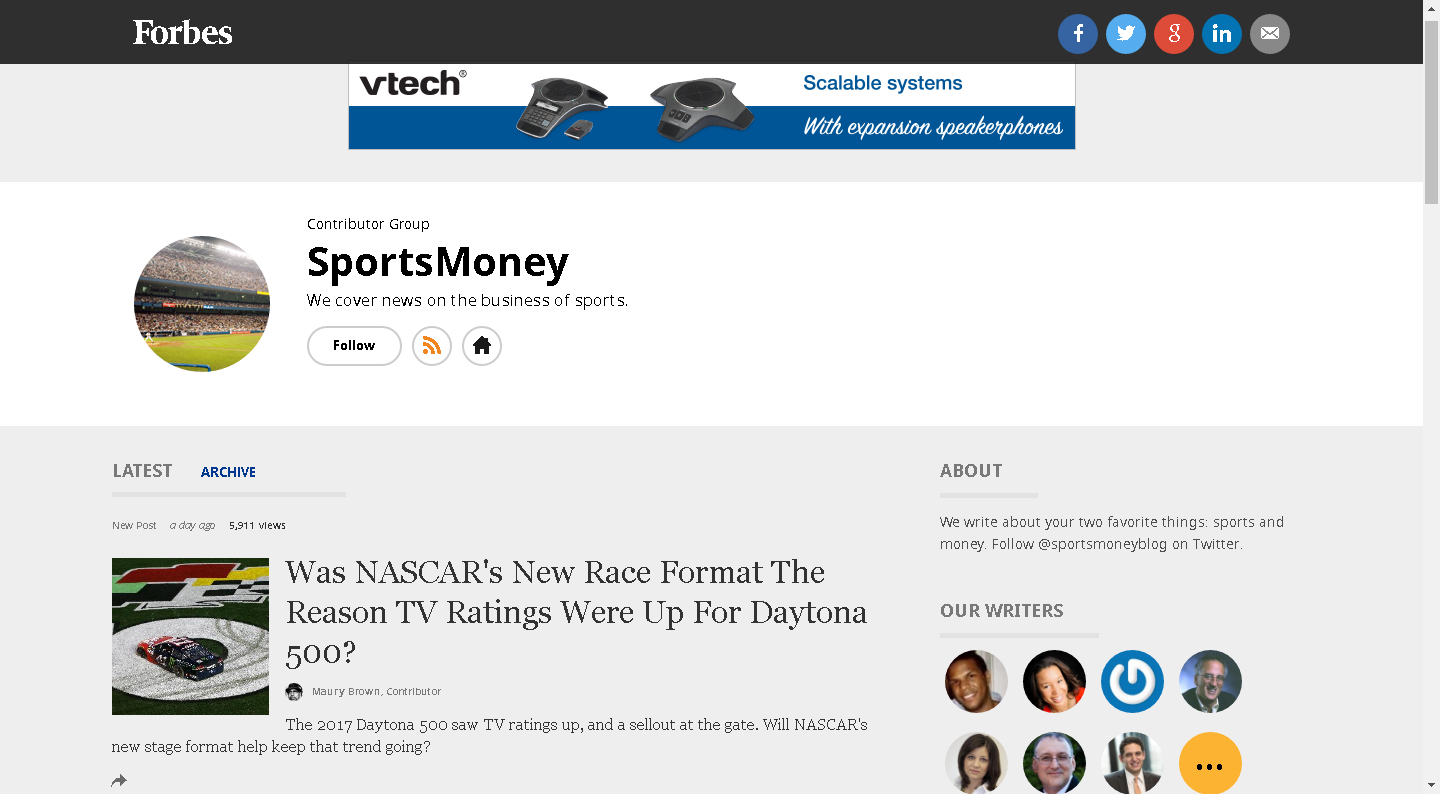 Forbes
vtech®
Scalable systems
With expansion speakerphones
Contributor Group
SportsMoney
We cover news on the business of sports.
Follow
LATEST ARCHIVE
New Post a day ago 5,911 views
Was NASCAR's New Race Format The
Reason TV Ratings Were Up For Daytona
500?
Maury Brown, Contributor
The 2017 Daytona 500 saw TV ratings up, and a sellout at the gate. Will NASCAR's
new stage format help keep that trend going?
ABOUT
We write about your two favorite things: sports and
money. Follow @sportsmoneyblog on Twitter.
OUR WRITERS